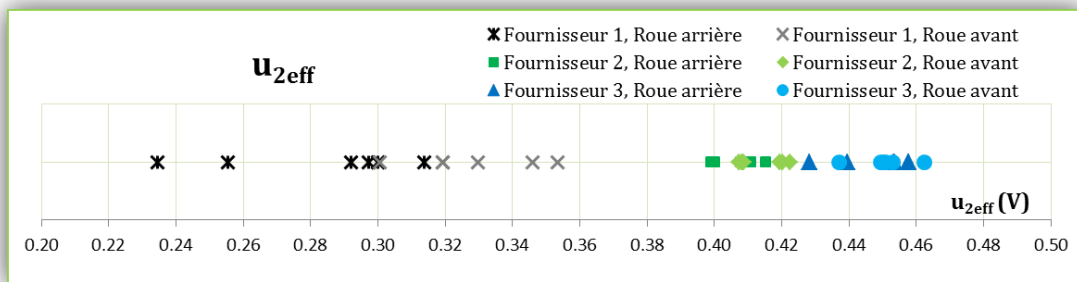 Fournisseur 1, Roue arrière
Fournisseur 1, Roue avant
u2eff
Fournisseur 2, Roue arrière
Fournisseur 2, Roue avant
Fournisseur 3, Roue arrière
Fournisseur 3, Roue avant
u2eff (V)
0.20 0.22 0.24 0.26 0.28 0.30 0.32 0.34 0.36 0.38 0.40 0.42 0.44 0.46 0.48 0.50